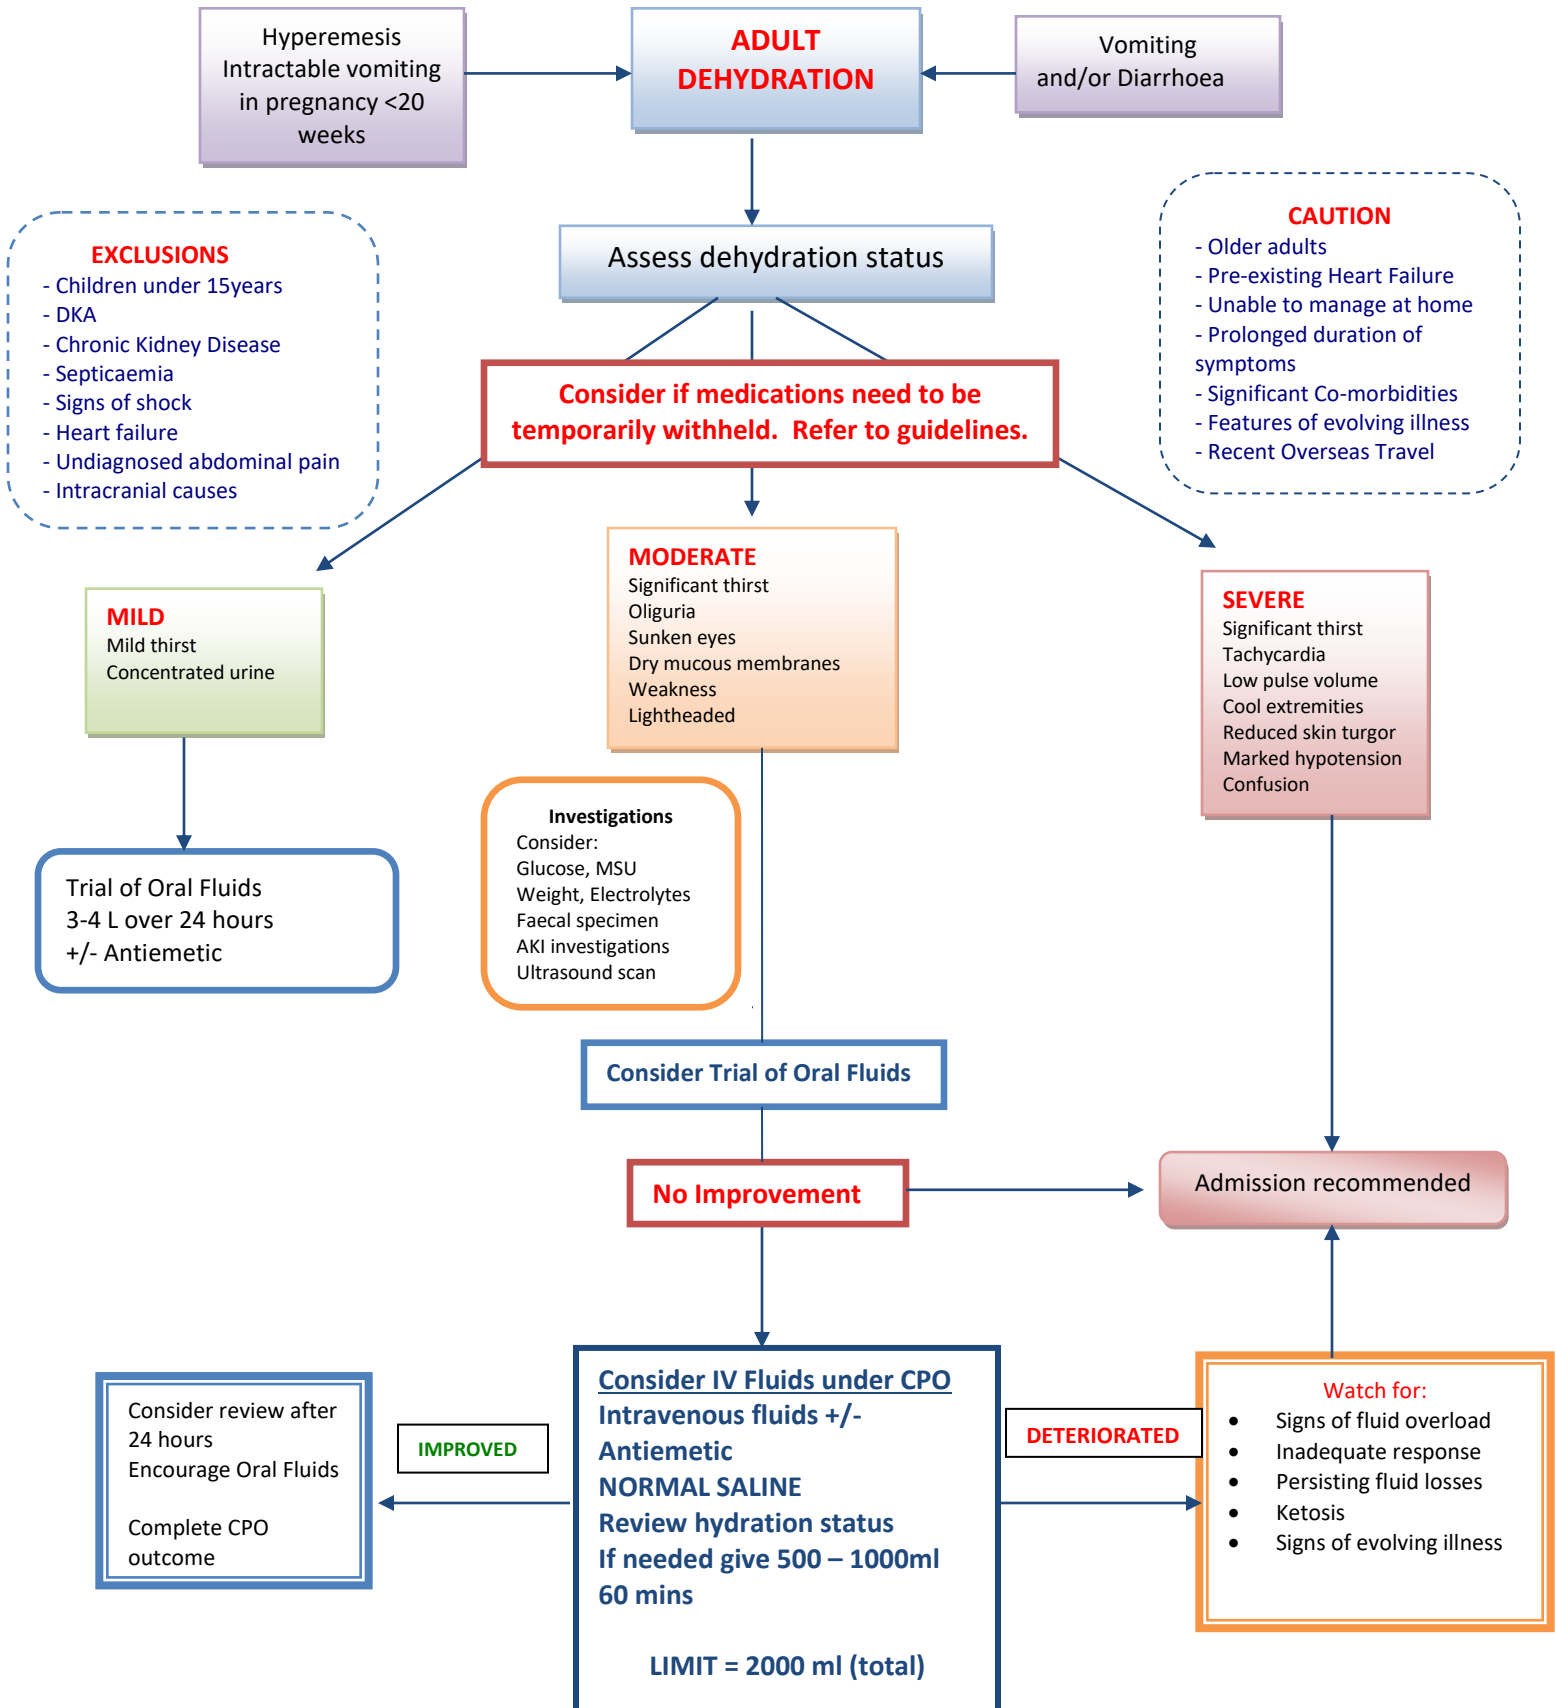 Hyperemesis
Intractable vomiting
in pregnancy <20
weeks
ADULT
DEHYDRATION
Vomiting
and/or Diarrhoea
EXCLUSIONS
- Children under 15years
- DKA
- Chronic Kidney Disease
- Septicaemia
- Signs of shock
- Heart failure
- Undiagnosed abdominal pain
- Intracranial causes
Assess dehydration status
CAUTION
- Older adults
- Pre-existing Heart Failure
- Unable to manage at home
- Prolonged duration of
symptoms
- Significant Co-morbidities
- Features of evolving illness
- Recent Overseas Travel
Consider if medications need to be
temporarily withheld.  Refer to guidelines.
MILD
Mild thirst
Concentrated urine
MODERATE
Significant thirst
Oliguria
Sunken eyes
Dry mucous membranes
Weakness
Lightheaded
SEVERE
Significant thirst
Tachycardia
Low pulse volume
Cool extremities
Reduced skin turgor
Marked hypotension
Confusion
Trial of Oral Fluids
3-4 L over 24 hours
+/- Antiemetic
Investigations
Consider:
Glucose, MSU
Weight, Electrolytes
Faecal specimen
AKI investigations
Ultrasound scan
Consider Trial of Oral Fluids
No Improvement
Admission recommended
Consider review after
24 hours
Encourage Oral Fluids
Complete CPO
outcome
IMPROVED
Consider IV Fluids under CPO
Intravenous fluids +/-
Antiemetic
NORMAL SALINE
Review hydration status
If needed give 500 – 1000ml
60 mins
LIMIT = 2000 ml (total)
DETERIORATED
Watch for:
• Signs of fluid overload
• Inadequate response
• Persisting fluid losses
• Ketosis
• Signs of evolving illness